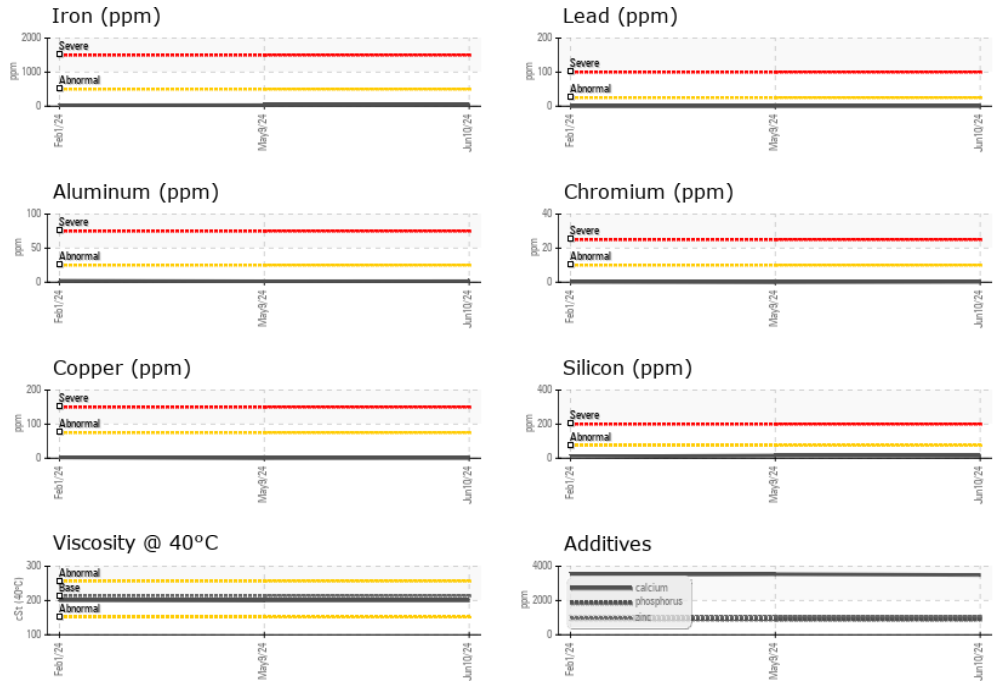 Iron (ppm)
2000
1000
0
ppm
Severe
Abnormal
Feb1/24
May9/24
Jun10/24
Lead (ppm)
200
100
0
ppm
Severe
Abnormal
Feb1/24
May9/24
Jun10/24
Aluminum (ppm)
100
50
0
ppm
Severe
Abnormal
Feb1/24
May9/24
Jun10/24
Chromium (ppm)
40
20
0
ppm
Severe
Abnormal
Feb1/24
May9/24
Jun10/24
Copper (ppm)
200
100
0
ppm
Severe
Abnormal
Feb1/24
May9/24
Jun10/24
Silicon (ppm)
400
200
0
ppm
Severe
Abnormal
Feb1/24
May9/24
Jun10/24
Viscosity @ 40°C
300
200
100
cSt (40°C)
Abnormal
Base
Abnormal
Feb1/24
May9/24
Jun10/24
Additives
4000
2000
0
ppm
calcium
phosphorus
zinc
Feb1/24
May9/24
Jun10/24